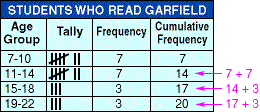 STUDENTS WHO READ GARFIELD
Age Group Tally Frequency Cumulative Frequency
7-10 7 7
11-14 7 14 7 + 7
15-18 3 17 14 + 3
19-22 3 20 17 + 3